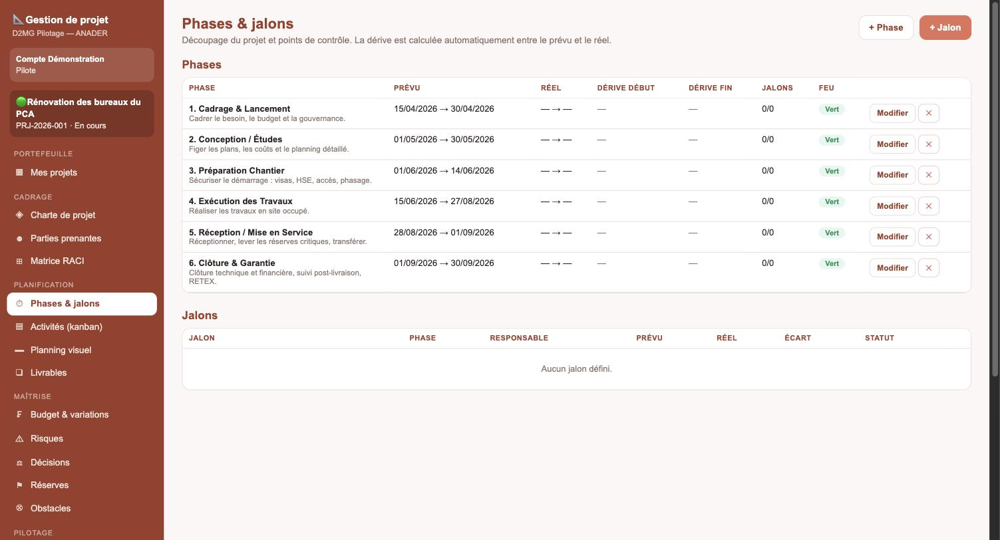 Gestion de projet
D2MG Pilotage — ANADER
Compte Démonstration
Pilote
Rénovation des bureaux du
PCA
PRJ-2026-001 · En cours
PORTEFEUILLE
Mes projets
CADRAGE
Charte de projet
Parties prenantes
Matrice RACI
PLANIFICATION
Phases & jalons
Activités (kanban)
Planning visuel
Livrables
MAÎTRISE
Budget & variations
Risques
Décisions
Réserves
Obstacles
PILOTAGE
Phases & jalons
+ Phase
+ Jalon
Découpage du projet et points de contrôle. La dérive est calculée automatiquement entre le prévu et le réel.
Phases
PHASE PRÉVU RÉEL DÉRIVE DÉBUT DÉRIVE FIN JALONS FEU
1. Cadrage & Lancement 15/04/2026 → 30/04/2026 — → — — — 0/0 Vert Modifier ×
Cadrer le besoin, le budget et la gouvernance.
2. Conception / Études 01/05/2026 → 30/05/2026 — → — — — 0/0 Vert Modifier ×
Figer les plans, les coûts et le planning détaillé.
3. Préparation Chantier 01/06/2026 → 14/06/2026 — → — — — 0/0 Vert Modifier ×
Sécuriser le démarrage : visas, HSE, accès, phasage.
4. Exécution des Travaux 15/06/2026 → 27/08/2026 — → — — — 0/0 Vert Modifier ×
Réaliser les travaux en site occupé.
5. Réception / Mise en Service 28/08/2026 → 01/09/2026 — → — — — 0/0 Vert Modifier ×
Réceptionner, lever les réserves critiques, transférer.
6. Clôture & Garantie 01/09/2026 → 30/09/2026 — → — — — 0/0 Vert Modifier ×
Clôture technique et financière, suivi post-livraison,
RETEX.
Jalons
JALON PHASE RESPONSABLE PRÉVU RÉEL ÉCART STATUT
Aucun jalon défini.